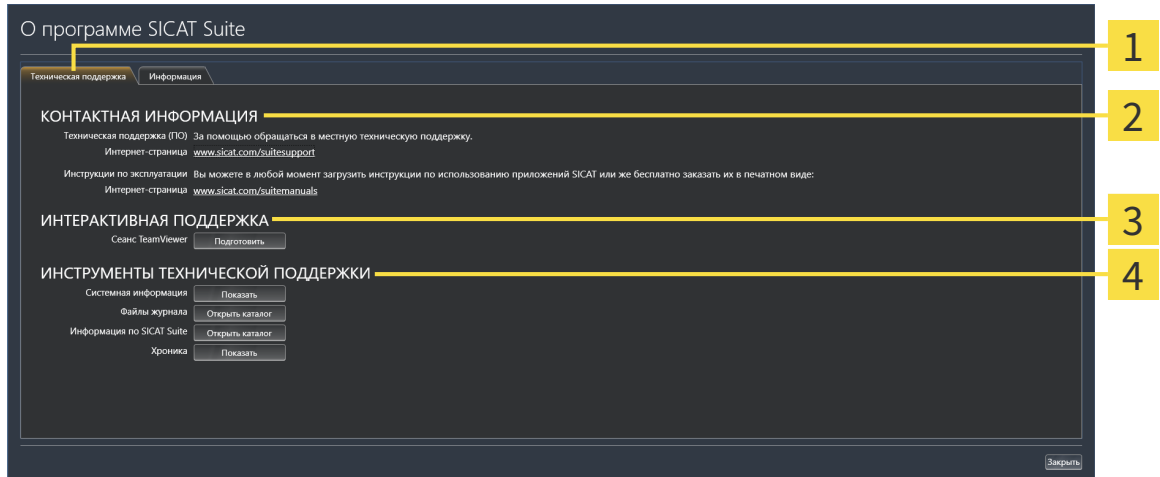 О программе SICAT Suite
1
Техническая поддержка Информация
КОНТАКТНАЯ ИНФОРМАЦИЯ
2
Техническая поддержка (ПО) За помощью обращаться в местную техническую поддержку.
Интернет-страница www.sicat.com/suitesupport
Инструкции по эксплуатации Вы можете в любой момент загрузить инструкции по использованию приложений SICAT или же бесплатно заказать их в печатном виде:
Интернет-страница www.sicat.com/suitemanuals
ИНТЕРАКТИВНАЯ ПОДДЕРЖКА
3
Сеанс TeamViewer Подготовить
ИНСТРУМЕНТЫ ТЕХНИЧЕСКОЙ ПОДДЕРЖКИ
4
Системная информация Показать
Файлы журнала Открыть каталог
Информация по SICAT Suite Открыть каталог
Хроника Показать
Закрыть